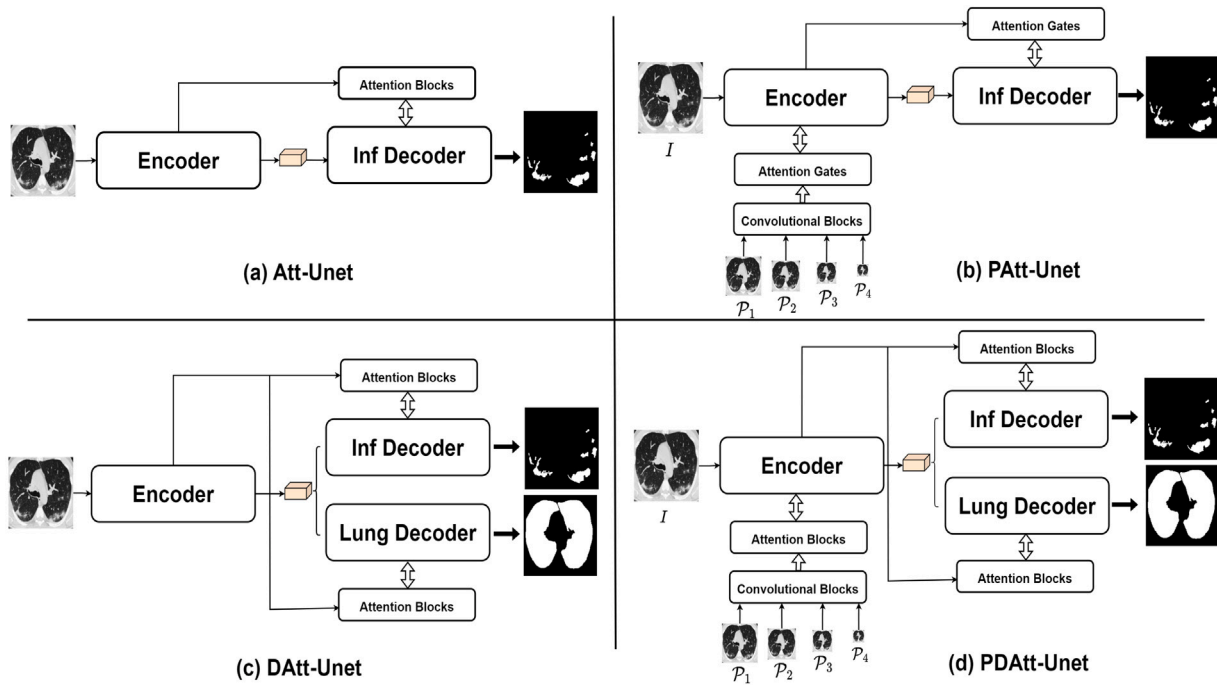 Attention Blocks
Encoder
Inf Decoder
(a) Att-Unet
Attention Gates
Encoder
Inf Decoder
I
Attention Gates
Convolutional Blocks
P₁ P₂ P₃ P₄
(b) PAtt-Unet
Attention Blocks
Inf Decoder
Encoder
Lung Decoder
Attention Blocks
(c) DAtt-Unet
Attention Blocks
Inf Decoder
Encoder
I
Lung Decoder
Attention Blocks
Attention Blocks
Convolutional Blocks
P₁ P₂ P₃ P₄
(d) PDAtt-Unet